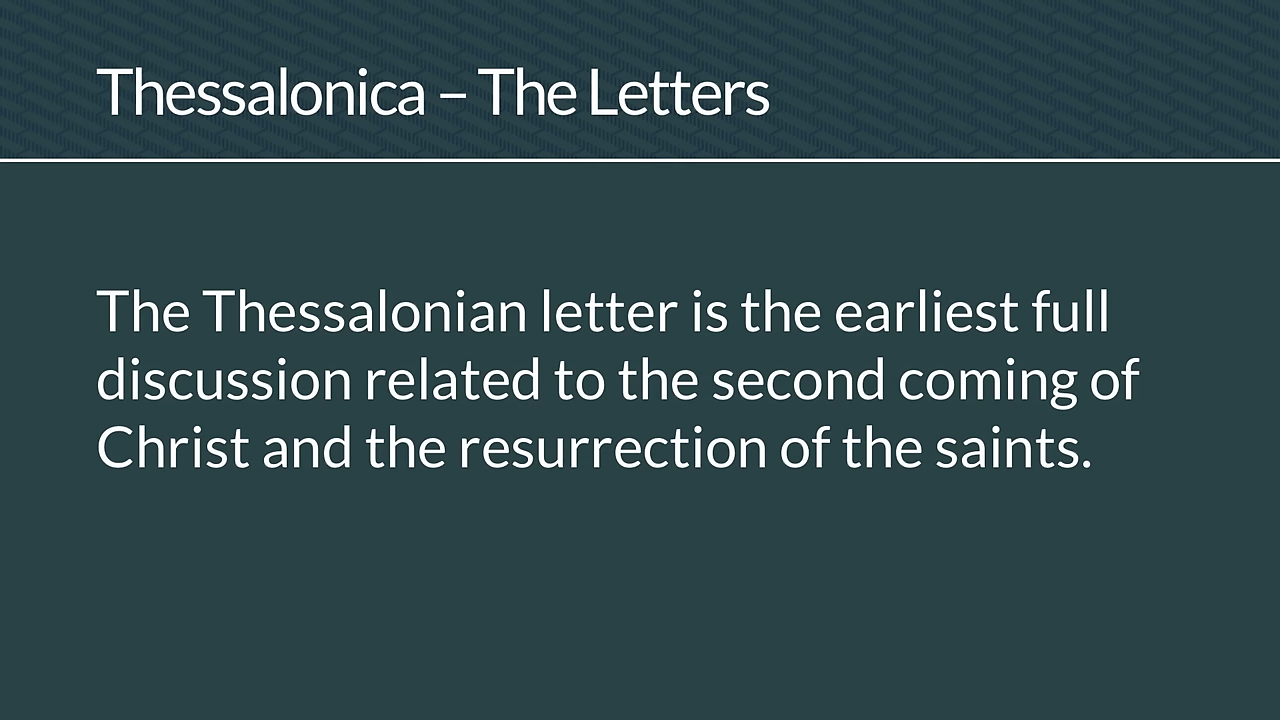 Thessalonica – The Letters
The Thessalonian letter is the earliest full
discussion related to the second coming of
Christ and the resurrection of the saints.